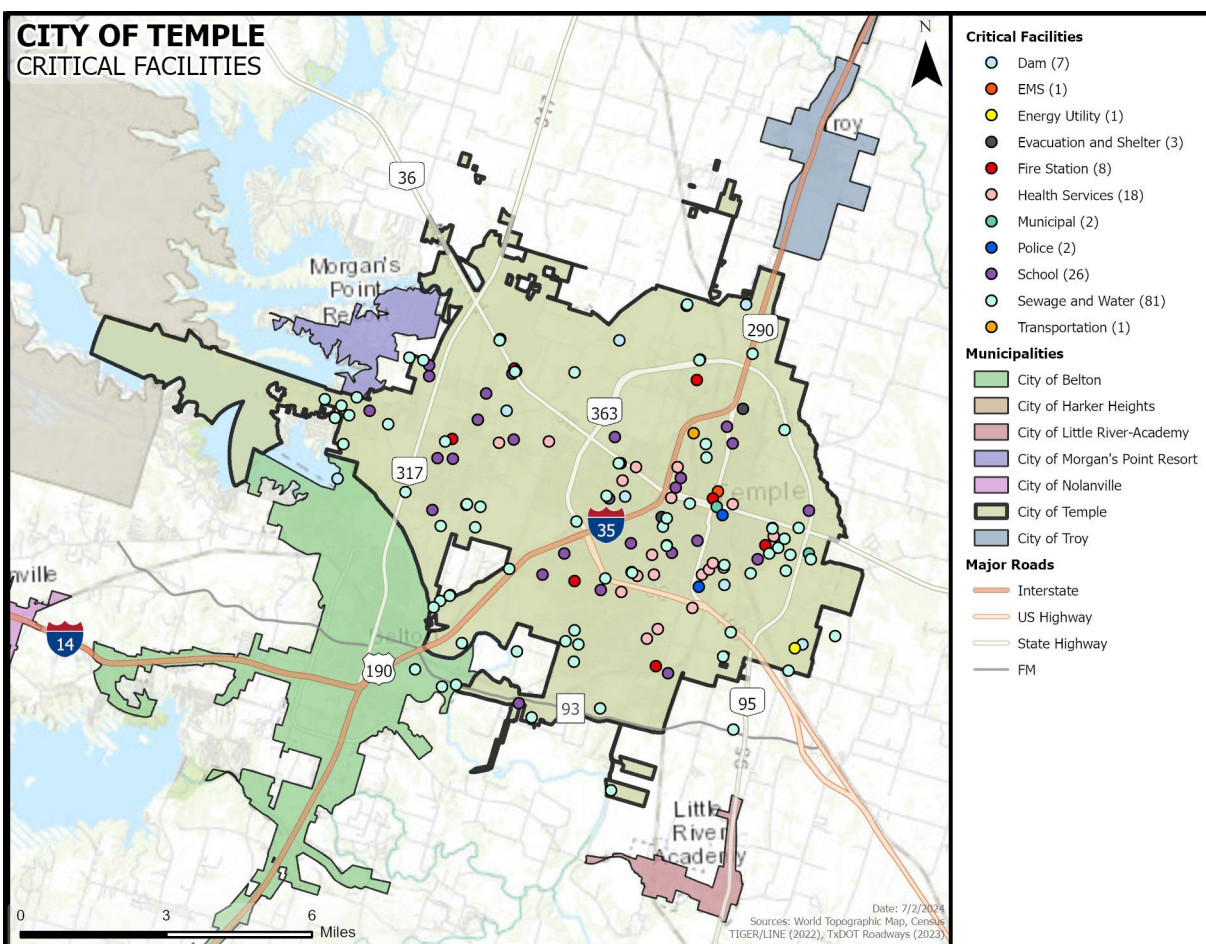 CITY OF TEMPLE
CRITICAL FACILITIES
N
Troy
36
Morgan's
Point
Resort
290
363
317
Temple
35
nville
14
Belton
190
93
95
Little
River
Academy
0 3 6
Miles
Date: 7/2/2024
Sources: World Topographic Map, Census
TIGER/LINE (2022), TxDOT Roadways (2023)
Critical Facilities
Dam (7)
EMS (1)
Energy Utility (1)
Evacuation and Shelter (3)
Fire Station (8)
Health Services (18)
Municipal (2)
Police (2)
School (26)
Sewage and Water (81)
Transportation (1)
Municipalities
City of Belton
City of Harker Heights
City of Little River-Academy
City of Morgan's Point Resort
City of Nolanville
City of Temple
City of Troy
Major Roads
Interstate
US Highway
State Highway
FM